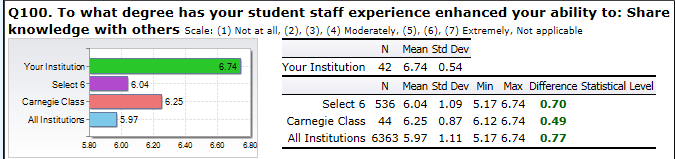 Q100. To what degree has your student staff experience enhanced your ability to: Share
knowledge with others Scale: (1) Not at all, (2), (3), (4) Moderately, (5), (6), (7) Extremely, Not applicable
Your Institution 6.74
Select 6 6.04
Carnegie Class 6.25
All Institutions 5.97
5.80 6.00 6.20 6.40 6.60 6.80
N Mean Std Dev
Your Institution 42 6.74 0.54
N Mean Std Dev Min Max Difference Statistical Level
Select 6 536 6.04 1.09 5.17 6.74 0.70
Carnegie Class 44 6.25 0.87 6.12 6.74 0.49
All Institutions 6363 5.97 1.11 5.17 6.74 0.77